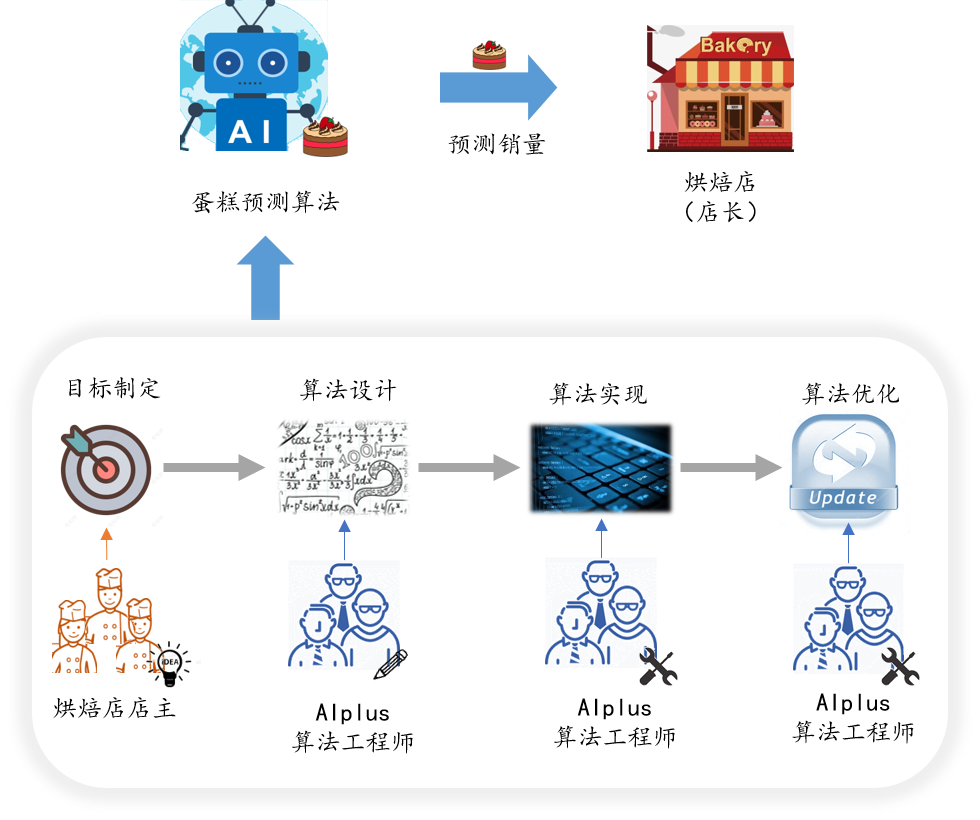 Bakery
AI
预测销量
蛋糕预测算法
烘焙店
（店长）
目标制定
算法设计
算法实现
算法优化
Update
IDEA
烘焙店店主
AIplus
算法工程师
AIplus
算法工程师
AIplus
算法工程师